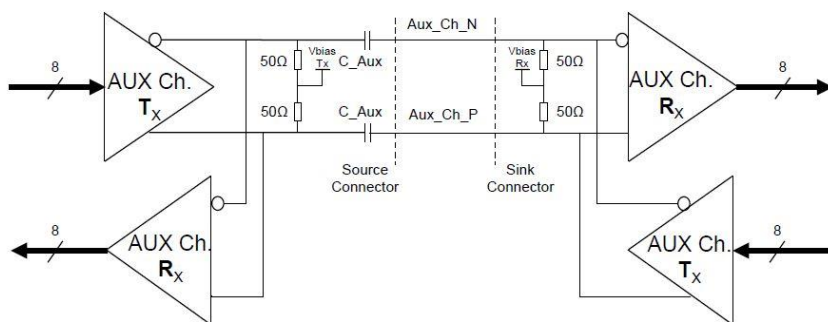 Aux_Ch_N
8
AUX Ch.
Tx
50Ω
Vbias
Tx
C_Aux
50Ω
C_Aux
Aux_Ch_P
Vbias
Rx
50Ω
50Ω
AUX Ch.
Rx
8
Source
Connector
Sink
Connector
8
AUX Ch.
Rx
AUX Ch.
Tx
8